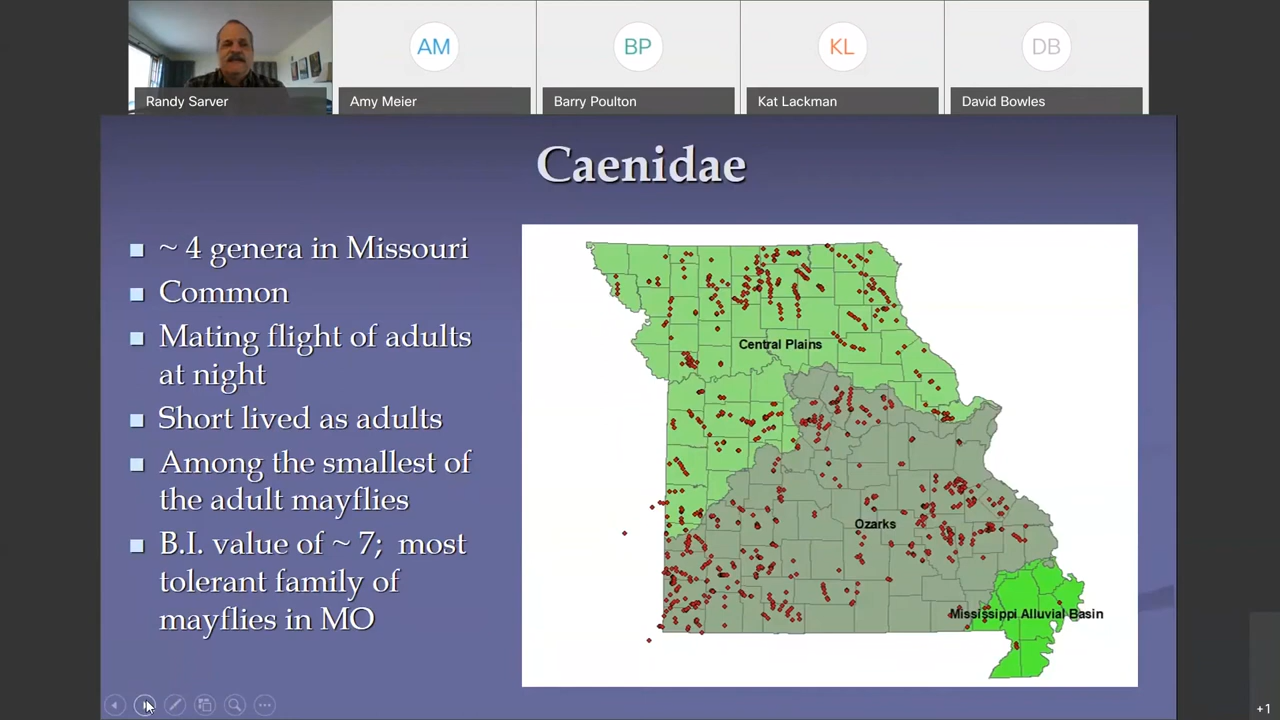 AM
BP
KL
DB
Randy Sarver
Amy Meier
Barry Poulton
Kat Lackman
David Bowles
Caenidae
~ 4 genera in Missouri
Common
Mating flight of adults
at night
Short lived as adults
Among the smallest of
the adult mayflies
B.I. value of ~ 7; most
tolerant family of
mayflies in MO
Central Plains
Ozarks
Mississippi Alluvial Basin
+1